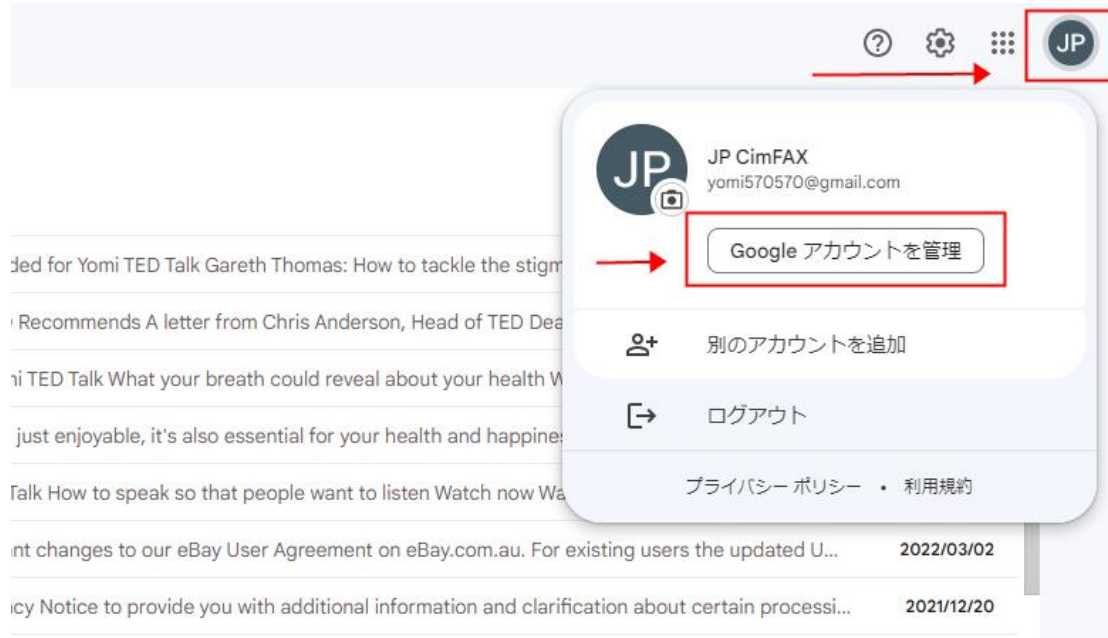 JP
JP
JP CimFAX
yomi570570@gmail.com
Google アカウントを管理
別のアカウントを追加
ログアウト
プライバシー ポリシー • 利用規約
ded for Yomi TED Talk Gareth Thomas: How to tackle the stigm
Recommends A letter from Chris Anderson, Head of TED Dea
ni TED Talk What your breath could reveal about your health W
just enjoyable, it's also essential for your health and happine
Talk How to speak so that people want to listen Watch now Wa
nt changes to our eBay User Agreement on eBay.com.au. For existing users the updated U... 2022/03/02
cy Notice to provide you with additional information and clarification about certain processi... 2021/12/20